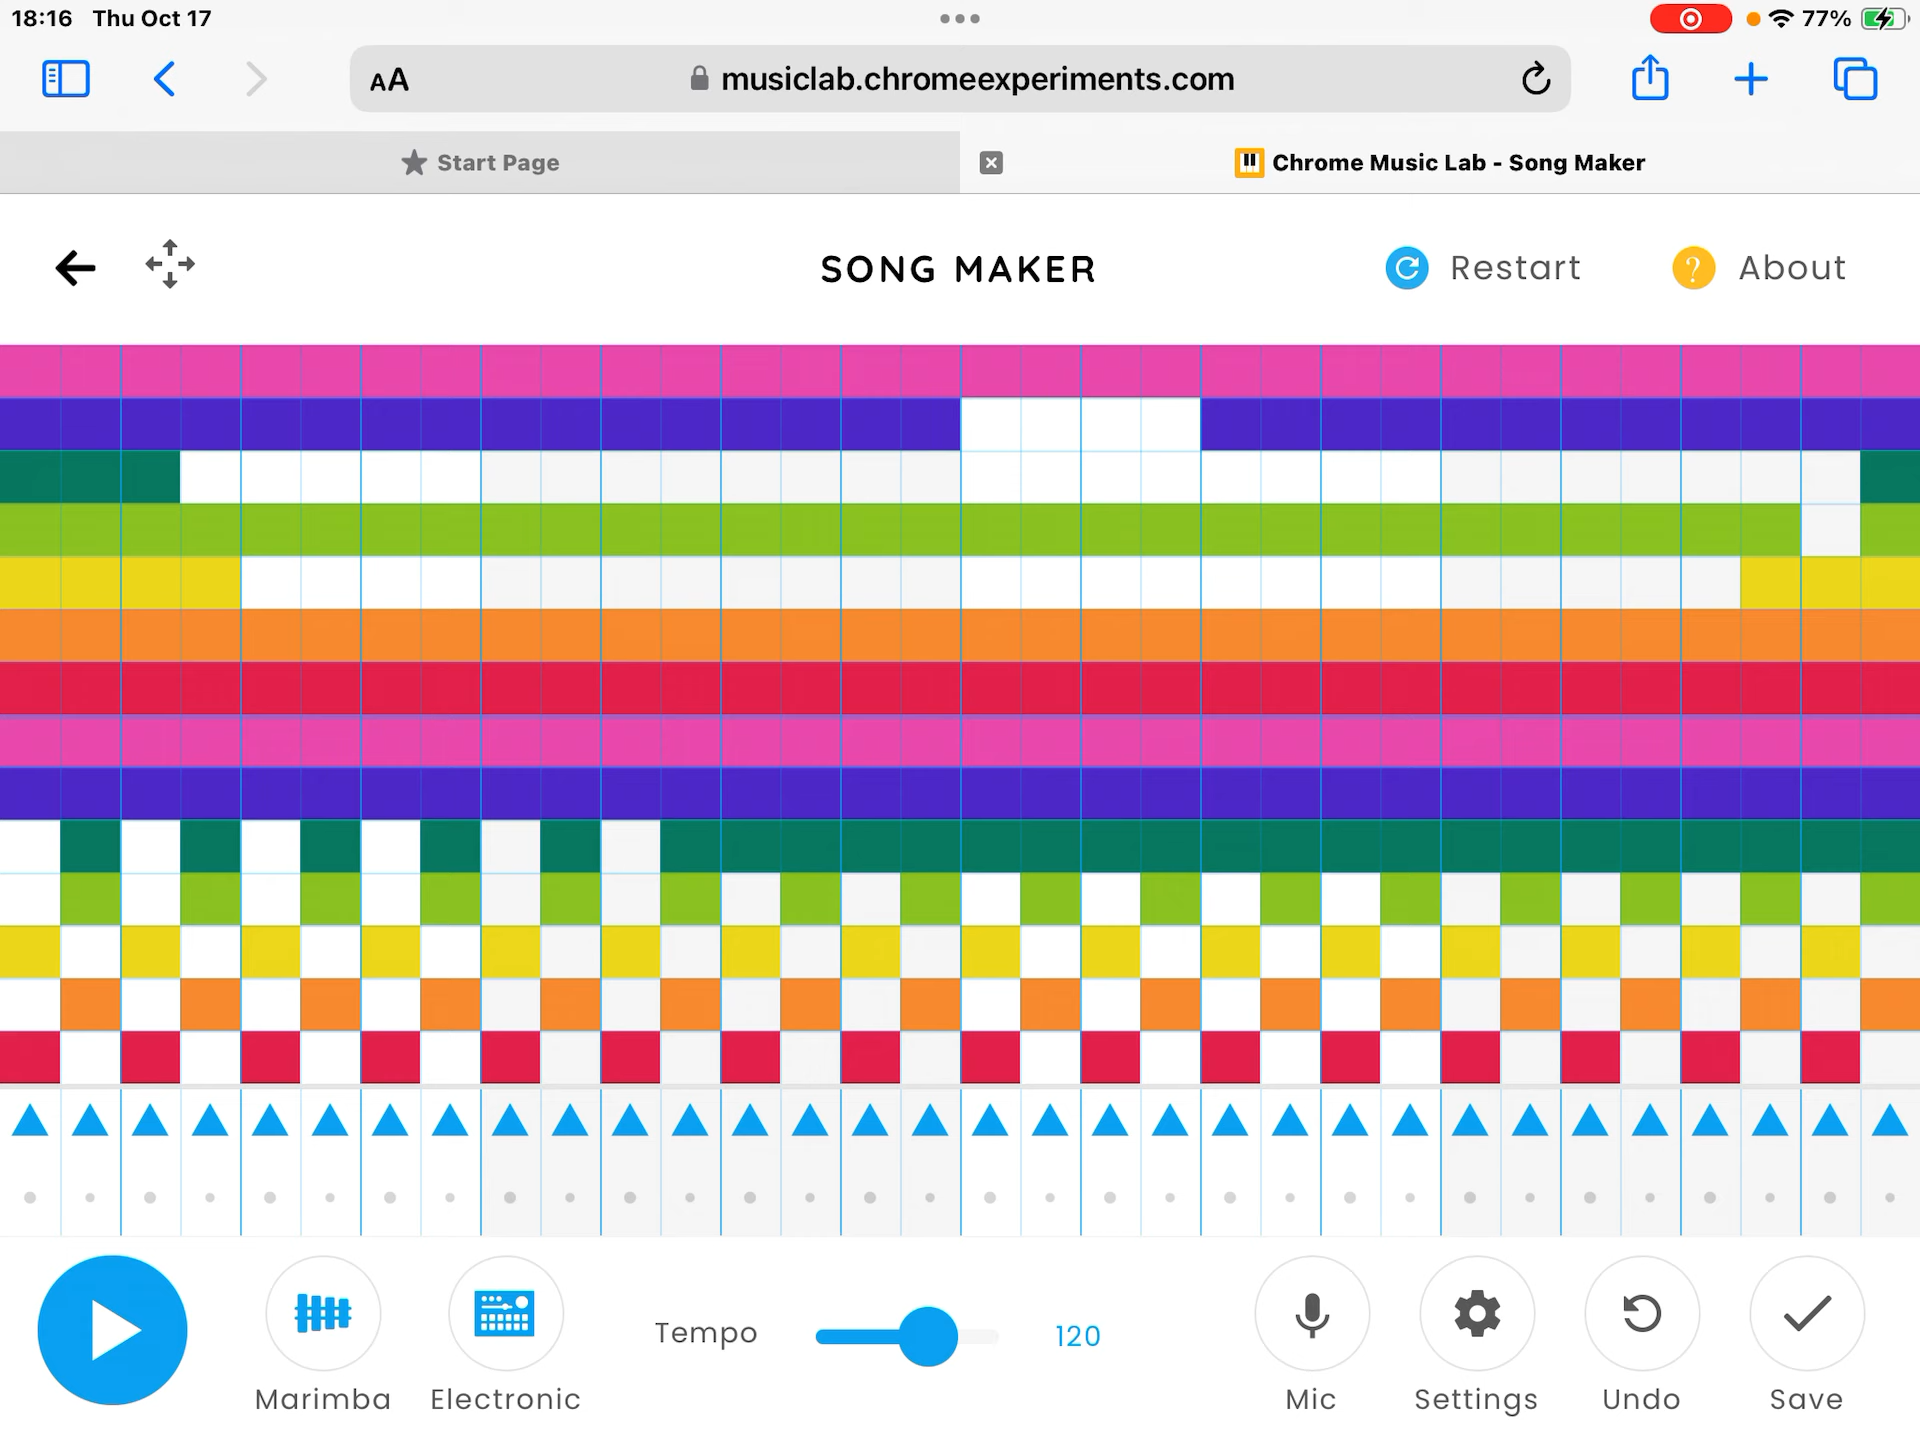 18:16 Thu Oct 17
77%
AA musiclab.chromeexperiments.com
Start Page
Chrome Music Lab - Song Maker
SONG MAKER
Restart
? About
Tempo 120
Marimba Electronic Mic Settings Undo Save